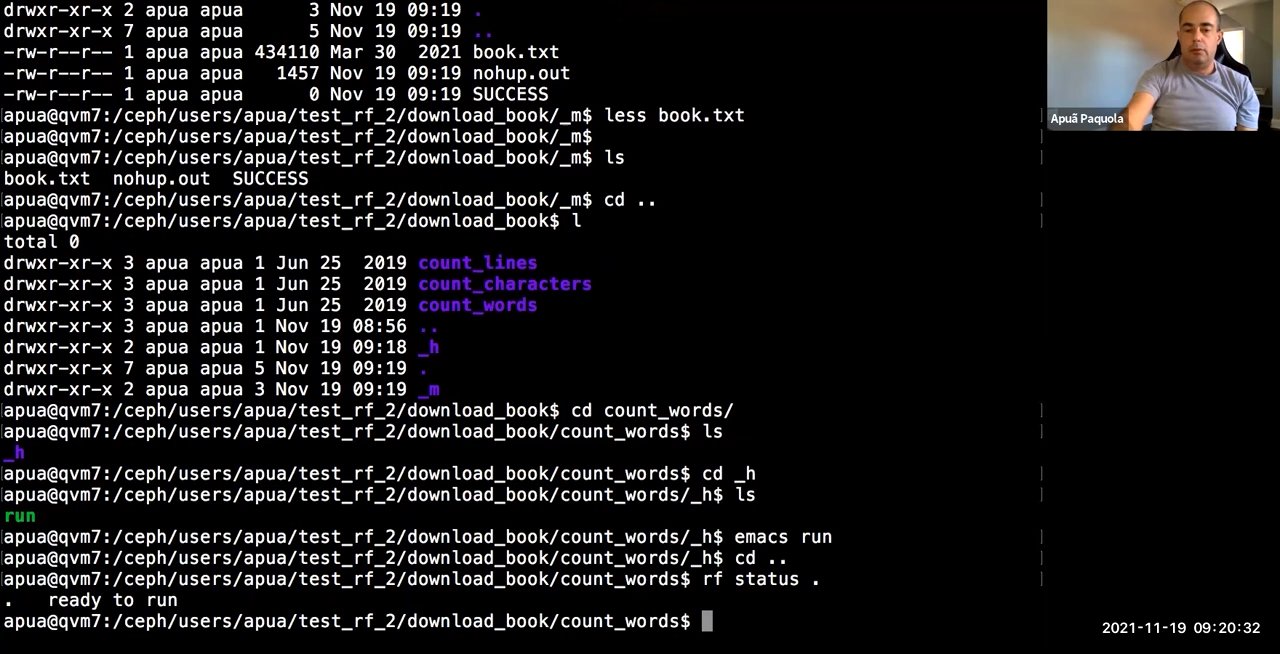 drwxr-xr-x 2 apua apua      3 Nov 19 09:19 .
drwxr-xr-x 7 apua apua      5 Nov 19 09:19 ..
-rw-r--r-- 1 apua apua 434110 Mar 30  2021 book.txt
-rw-r--r-- 1 apua apua   1457 Nov 19 09:19 nohup.out
-rw-r--r-- 1 apua apua      0 Nov 19 09:19 SUCCESS
apua@qvm7:/ceph/users/apua/test_rf_2/download_book/_m$ less book.txt
Apuã Paquola
apua@qvm7:/ceph/users/apua/test_rf_2/download_book/_m$
apua@qvm7:/ceph/users/apua/test_rf_2/download_book/_m$ ls
book.txt  nohup.out  SUCCESS
apua@qvm7:/ceph/users/apua/test_rf_2/download_book/_m$ cd ..
apua@qvm7:/ceph/users/apua/test_rf_2/download_book$ l
total 0
drwxr-xr-x 3 apua apua 1 Jun 25  2019 count_lines
drwxr-xr-x 3 apua apua 1 Jun 25  2019 count_characters
drwxr-xr-x 3 apua apua 1 Jun 25  2019 count_words
drwxr-xr-x 3 apua apua 1 Nov 19 08:56 ..
drwxr-xr-x 2 apua apua 1 Nov 19 09:18 _h
drwxr-xr-x 7 apua apua 5 Nov 19 09:19 .
drwxr-xr-x 2 apua apua 3 Nov 19 09:19 _m
apua@qvm7:/ceph/users/apua/test_rf_2/download_book$ cd count_words/
apua@qvm7:/ceph/users/apua/test_rf_2/download_book/count_words$ ls
_h
apua@qvm7:/ceph/users/apua/test_rf_2/download_book/count_words$ cd _h
apua@qvm7:/ceph/users/apua/test_rf_2/download_book/count_words/_h$ ls
run
apua@qvm7:/ceph/users/apua/test_rf_2/download_book/count_words/_h$ emacs run
apua@qvm7:/ceph/users/apua/test_rf_2/download_book/count_words/_h$ cd ..
apua@qvm7:/ceph/users/apua/test_rf_2/download_book/count_words$ rf status .
.   ready to run
apua@qvm7:/ceph/users/apua/test_rf_2/download_book/count_words$
2021-11-19 09:20:32